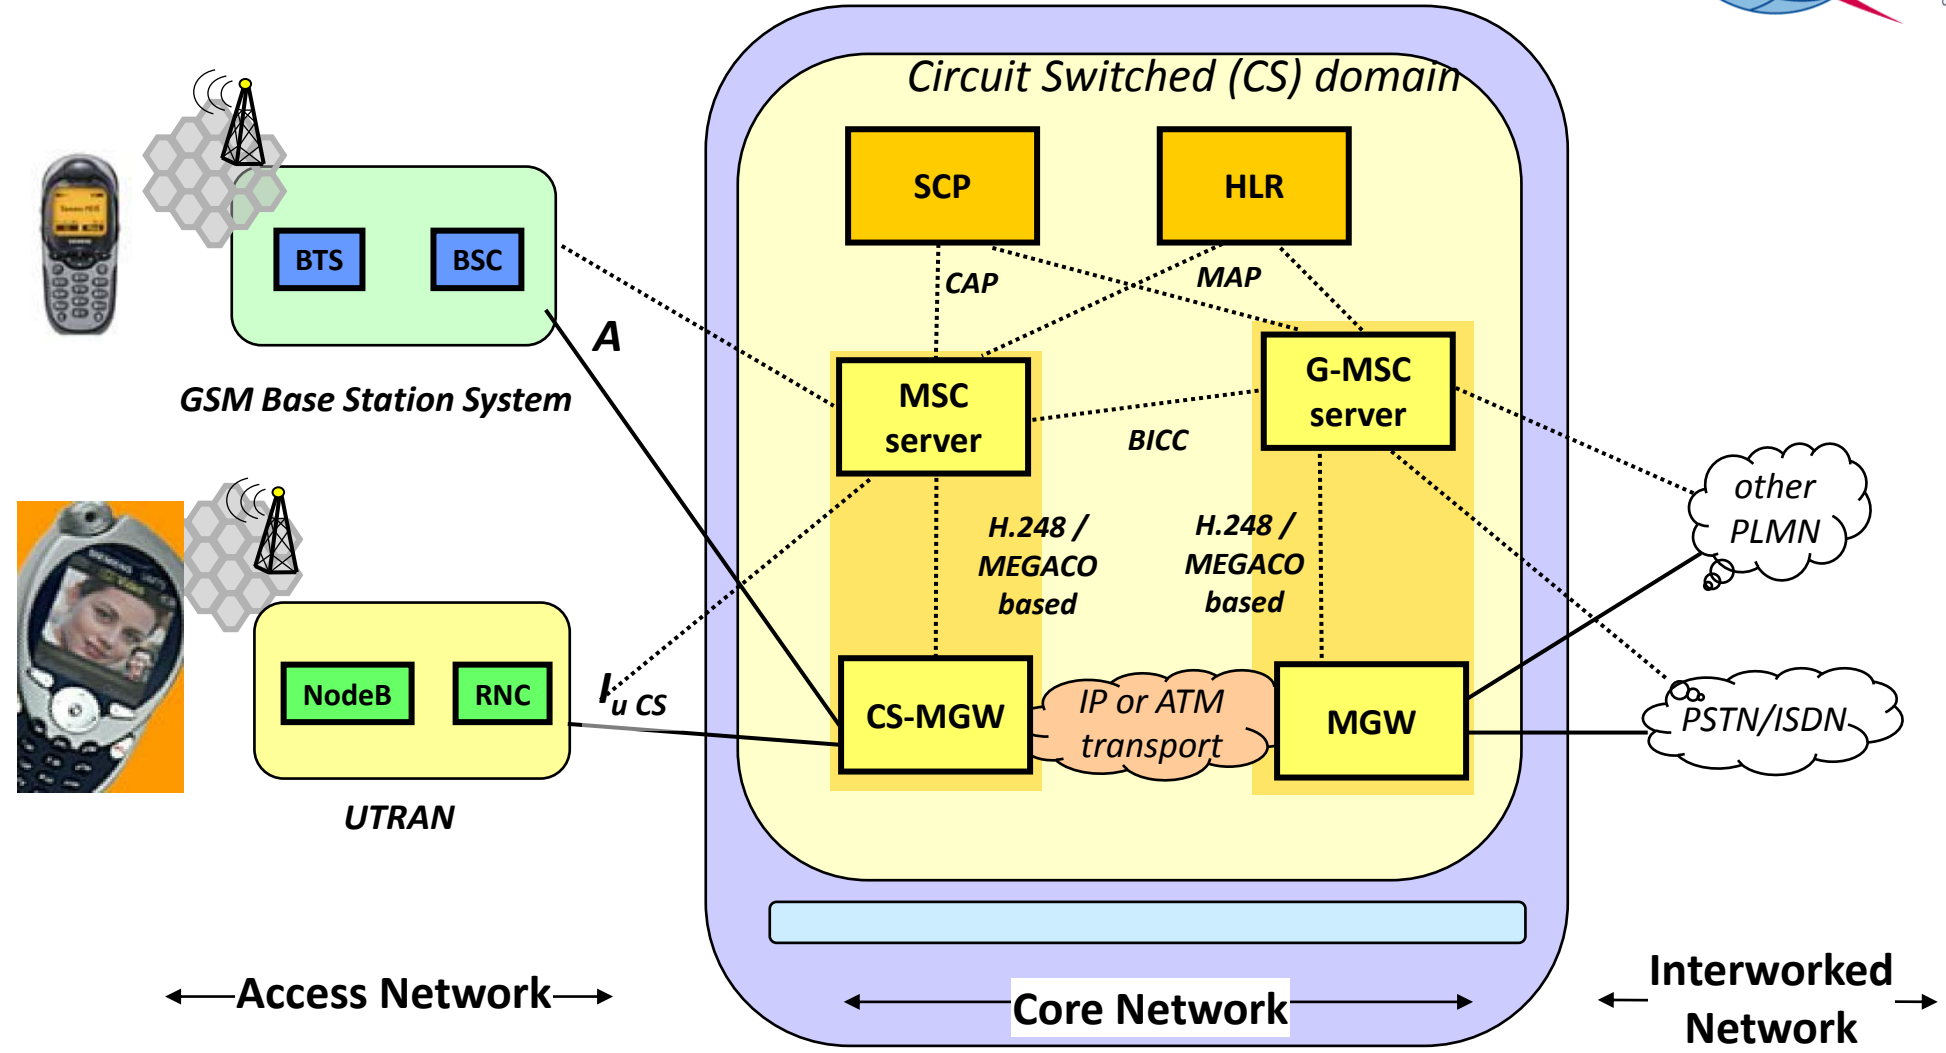 Circuit Switched (CS) domain
SCP
HLR
BTS
BSC
CAP
MAP
A
GSM Base Station System
MSC
server
G-MSC
server
BICC
other
PLMN
H.248 /
MEGACO
based
H.248 /
MEGACO
based
NodeB
RNC
Iu CS
CS-MGW
IP or ATM
transport
MGW
PSTN/ISDN
UTRAN
Access Network
Core Network
Interworked
Network